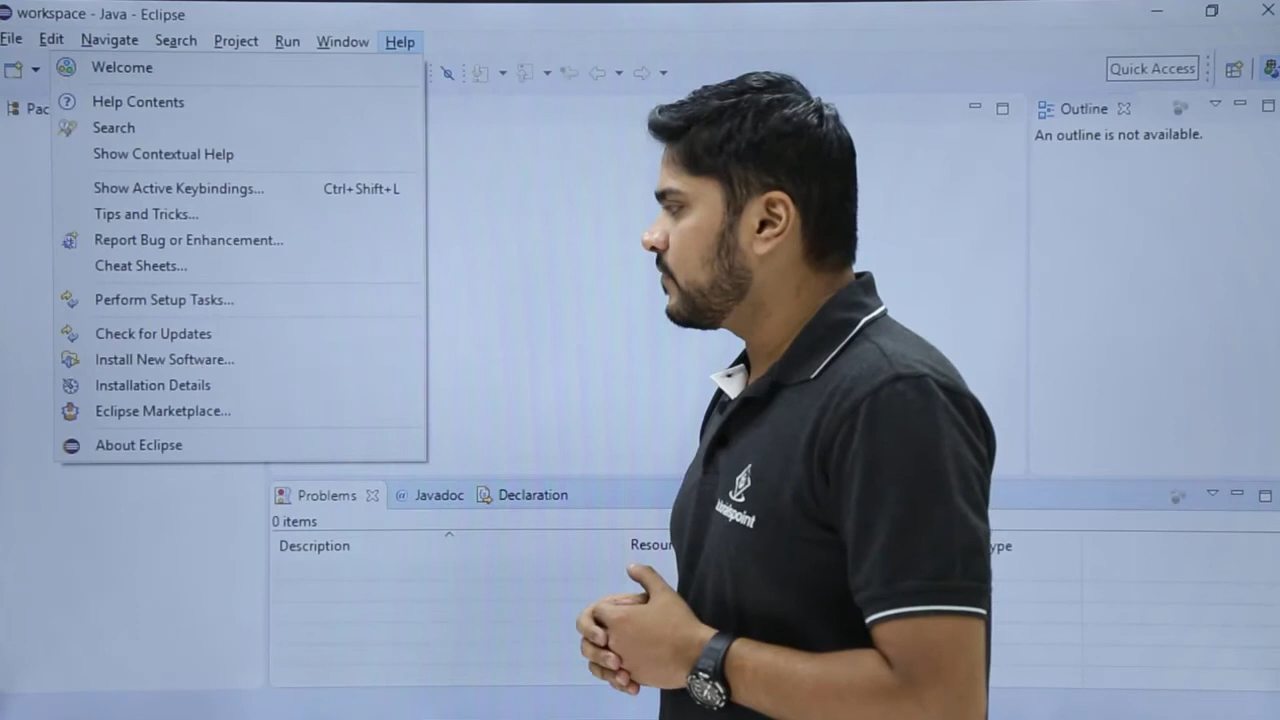 workspace - Java - Eclipse
File Edit Navigate Search Project Run Window Help
Welcome
Quick Access
Help Contents
Outline
Search
An outline is not available.
Show Contextual Help
Show Active Keybindings... Ctrl+Shift+L
Tips and Tricks...
Report Bug or Enhancement...
Cheat Sheets...
Perform Setup Tasks...
Check for Updates
Install New Software...
Installation Details
Eclipse Marketplace...
About Eclipse
Problems @ Javadoc Declaration
0 items
Description